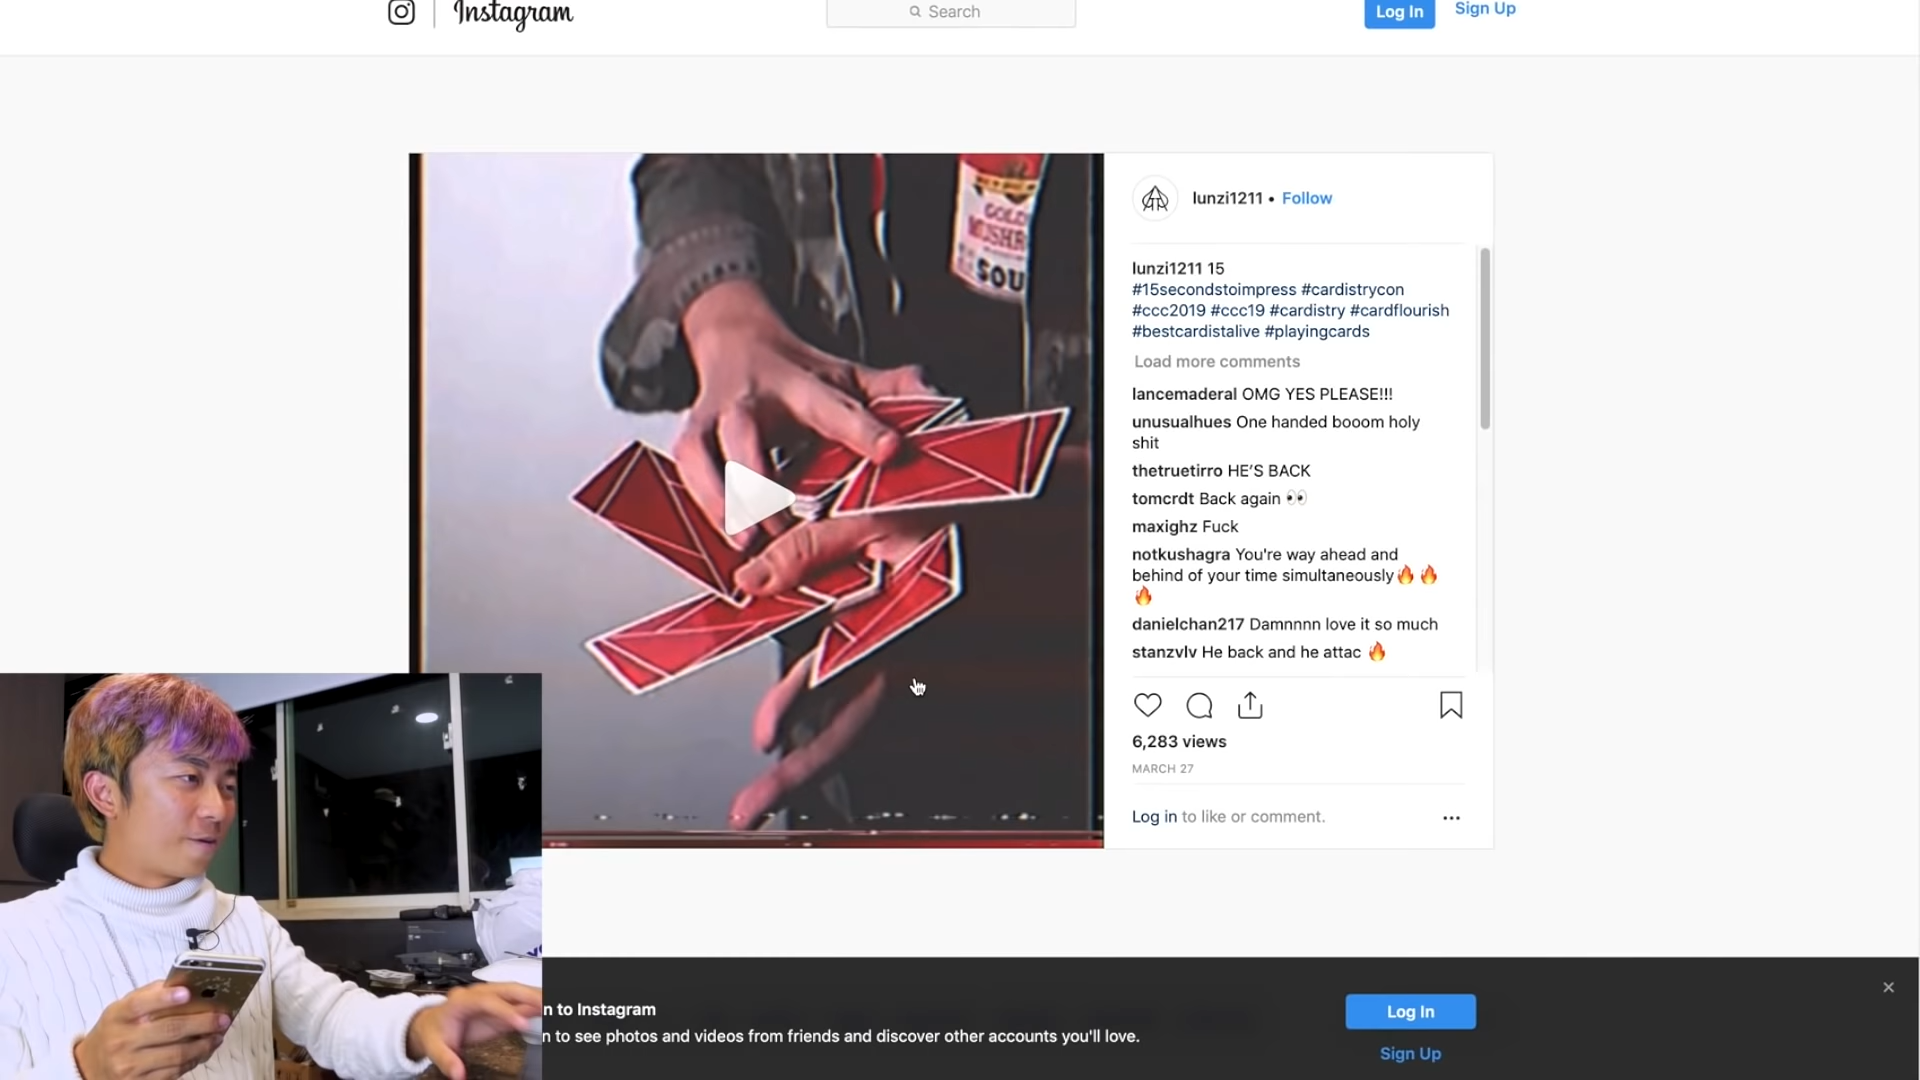 Instagram
Search
Log In
Sign Up
GOLD
MUSHR
SOU
lunzi1211 • Follow
lunzi1211 15
#15secondstoimpress #cardistrycon
#ccc2019 #ccc19 #cardistry #cardflourish
#bestcardistalive #playingcards
Load more comments
lancemaderal OMG YES PLEASE!!!
unusualhues One handed booom holy
shit
thetruetirro HE'S BACK
tomcrdt Back again 👀
maxighz Fuck
notkushagra You're way ahead and
behind of your time simultaneously🔥🔥
🔥
danielchan217 Damnnnn love it so much
stanzvlv He back and he attac 🔥
6,283 views
MARCH 27
Log in to like or comment.
n to Instagram
n to see photos and videos from friends and discover other accounts you'll love.
Log In
Sign Up